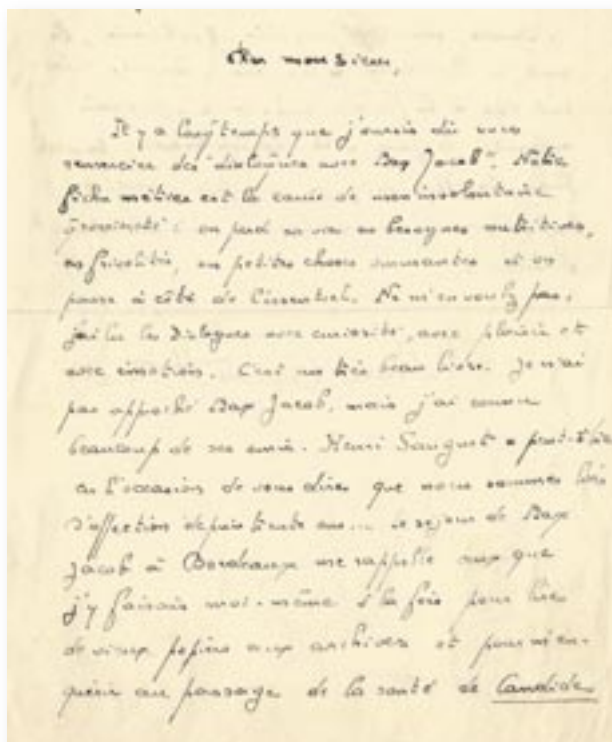 Cher monsieur,
Il y a longtemps que j'aurais dû vous
remercier des "dialogues avec Max Jacob". Notre
fichu métier est la cause de mon involontaire
grossièreté : on perd sa vie en besognes nutritives,
en frivolités, en petites choses et on
passe à côté de l'essentiel. Ne m'en voulez pas,
j'ai lu les Dialogues avec curiosité, avec plaisir et
avec émotion. C'est un très beau livre. Je n'ai
pas approché Max Jacob, mais j'ai connu
beaucoup de ses amis. Henri Sauguet a peut-être
eu l'occasion de vous dire que nous sommes liés
d'affection depuis trente ans... Le séjour de Max
Jacob à Bordeaux me rappelle ceux que
j'y faisais moi-même à la fois pour lire
de vieux papiers aux archives et pour m'en-
quérir au passage de la santé de Candide